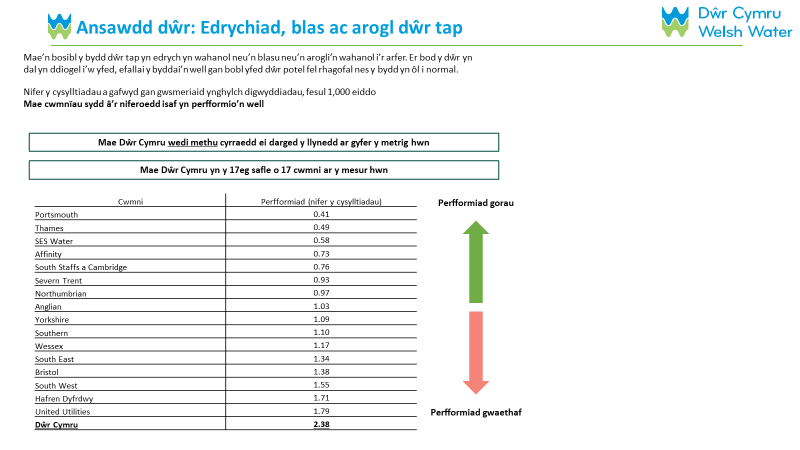 Ansawdd dŵr: Edrychiad, blas ac arogl dŵr tap
Dŵr Cymru
Welsh Water
Mae'n bosibl y bydd dŵr tap yn edrych yn wahanol neu'n blasu neu'n arogli'n wahanol i'r arfer. Er bod y dŵr yn
dal yn ddiogel i'w yfed, efallai y byddai'n well gan bobl yfed dŵr potel fel rhagofal nes y bydd yn ôl i normal.
Nifer y cysylltiadau a gafwyd gan gwsmeriaid ynghylch digwyddiadau, fesul 1,000 eiddo
Mae cwmnïau sydd â'r niferoedd isaf yn perfformio'n well
Mae Dŵr Cymru wedi methu cyrraedd ei darged y llynedd ar gyfer y metrig hwn
Mae Dŵr Cymru yn y 17eg safle o 17 cwmni ar y mesur hwn
Cwmni Perfformiad (nifer y cysylltiadau)
Portsmouth 0.41
Thames 0.49
SES Water 0.58
Affinity 0.73
South Staffs a Cambridge 0.76
Severn Trent 0.93
Northumbrian 0.97
Anglian 1.03
Yorkshire 1.09
Southern 1.10
Wessex 1.17
South East 1.34
Bristol 1.38
South West 1.55
Hafren Dyfrdwy 1.71
United Utilities 1.79
Dŵr Cymru 2.38
Perfformiad gorau
Perfformiad gwaethaf